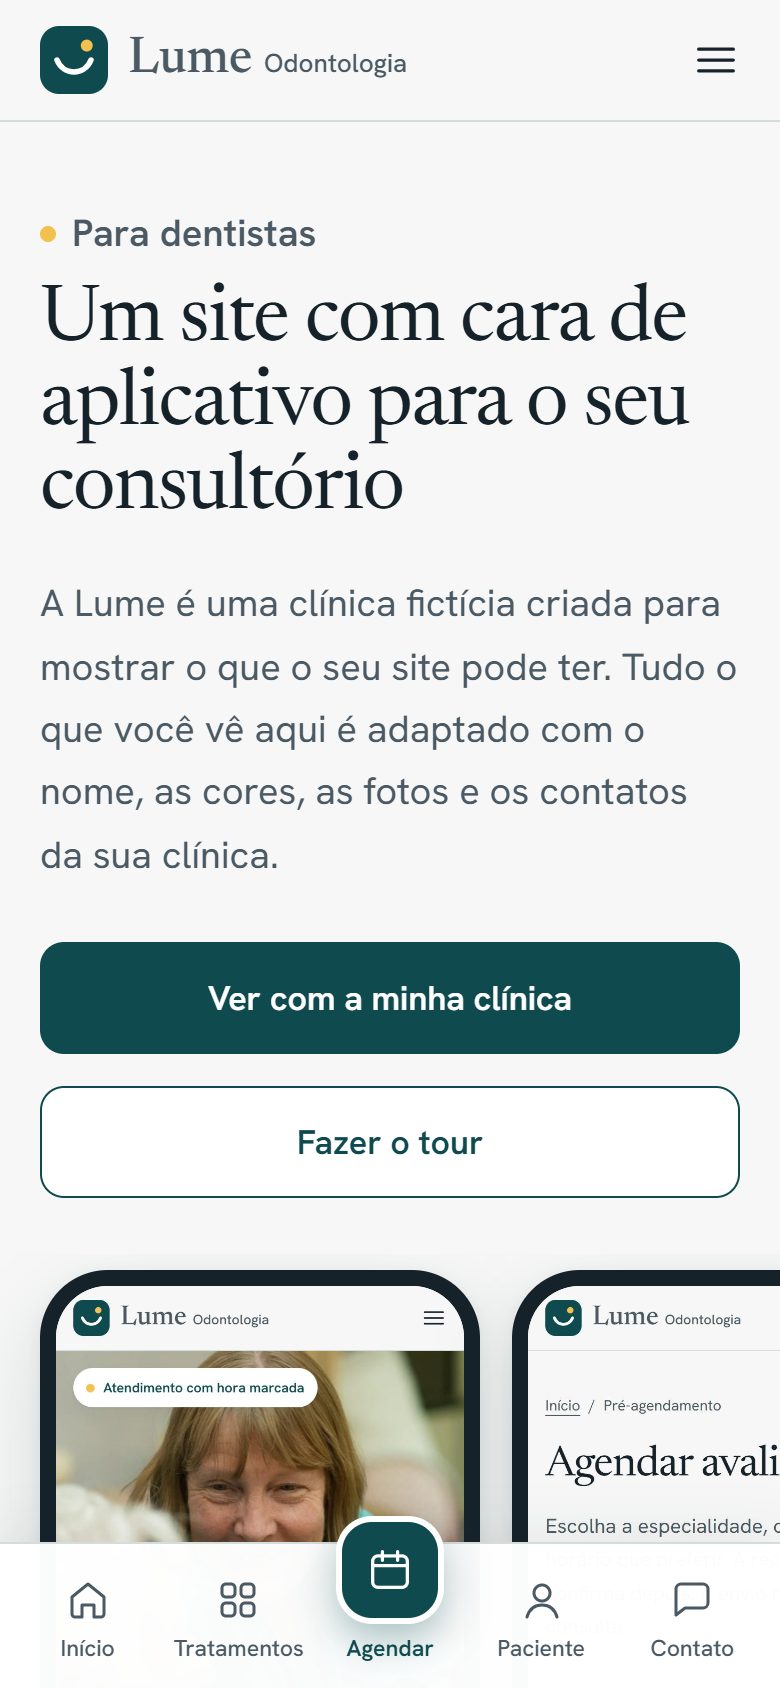 Lume Odontologia
Para dentistas
Um site com cara de
aplicativo para o seu
consultório
A Lume é uma clínica fictícia criada para
mostrar o que o seu site pode ter. Tudo o
que você vê aqui é adaptado com o
nome, as cores, as fotos e os contatos
da sua clínica.
Ver com a minha clínica
Fazer o tour
Lume Odontologia
Atendimento com hora marcada
Lume Odontologia
Início / Pré-agendamento
Agendar avali
Escolha a especialidade, c
Início
Tratamentos
Agendar
Paciente
Contato